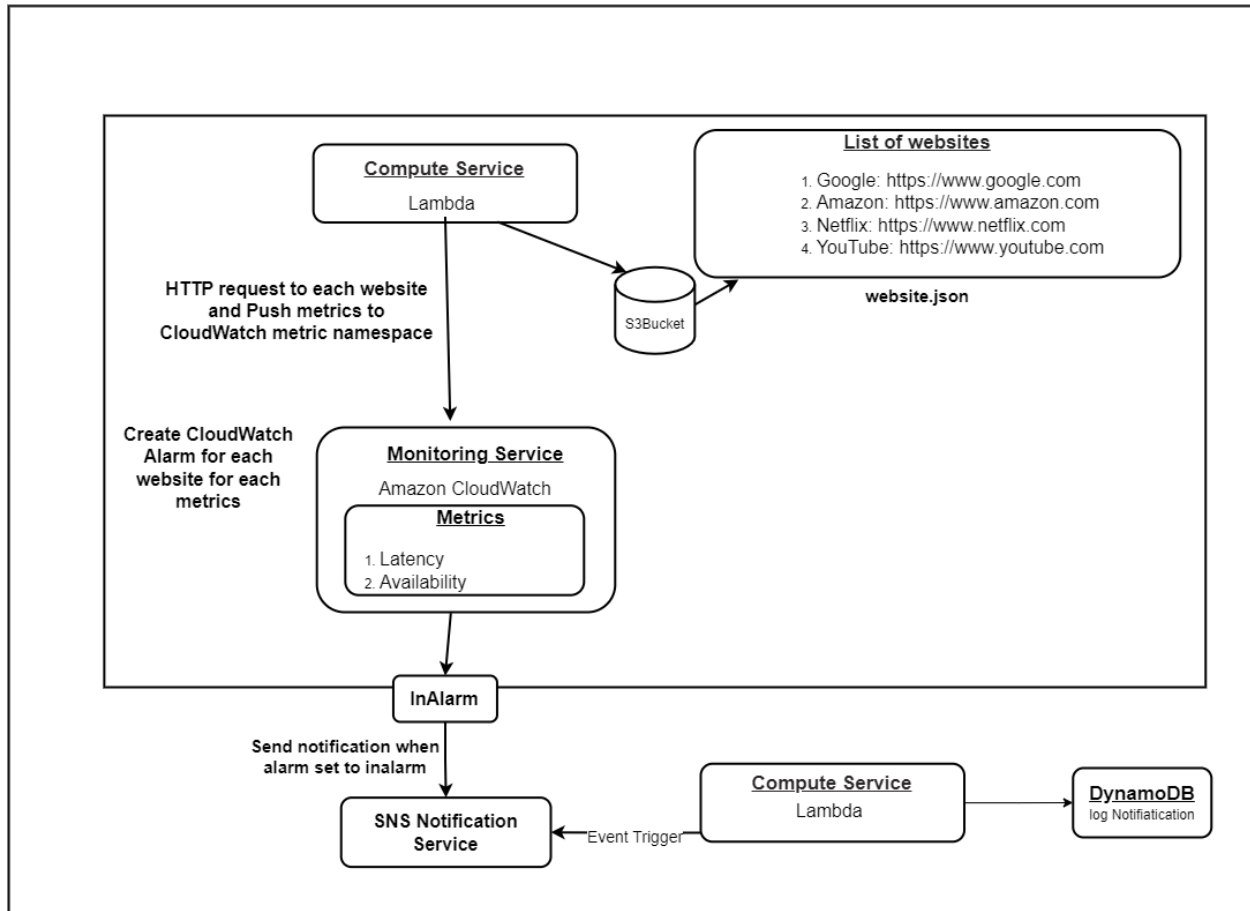 Compute Service
Lambda
List of websites
1. Google: https://www.google.com
2. Amazon: https://www.amazon.com
3. Netflix: https://www.netflix.com
4. YouTube: https://www.youtube.com
website.json
S3Bucket
HTTP request to each website
and Push metrics to
CloudWatch metric namespace
Create CloudWatch
Alarm for each
website for each
metrics
Monitoring Service
Amazon CloudWatch
Metrics
1. Latency
2. Availability
InAlarm
Send notification when
alarm set to inalarm
SNS Notification
Service
Event Trigger
Compute Service
Lambda
DynamoDB
log Notifiatication